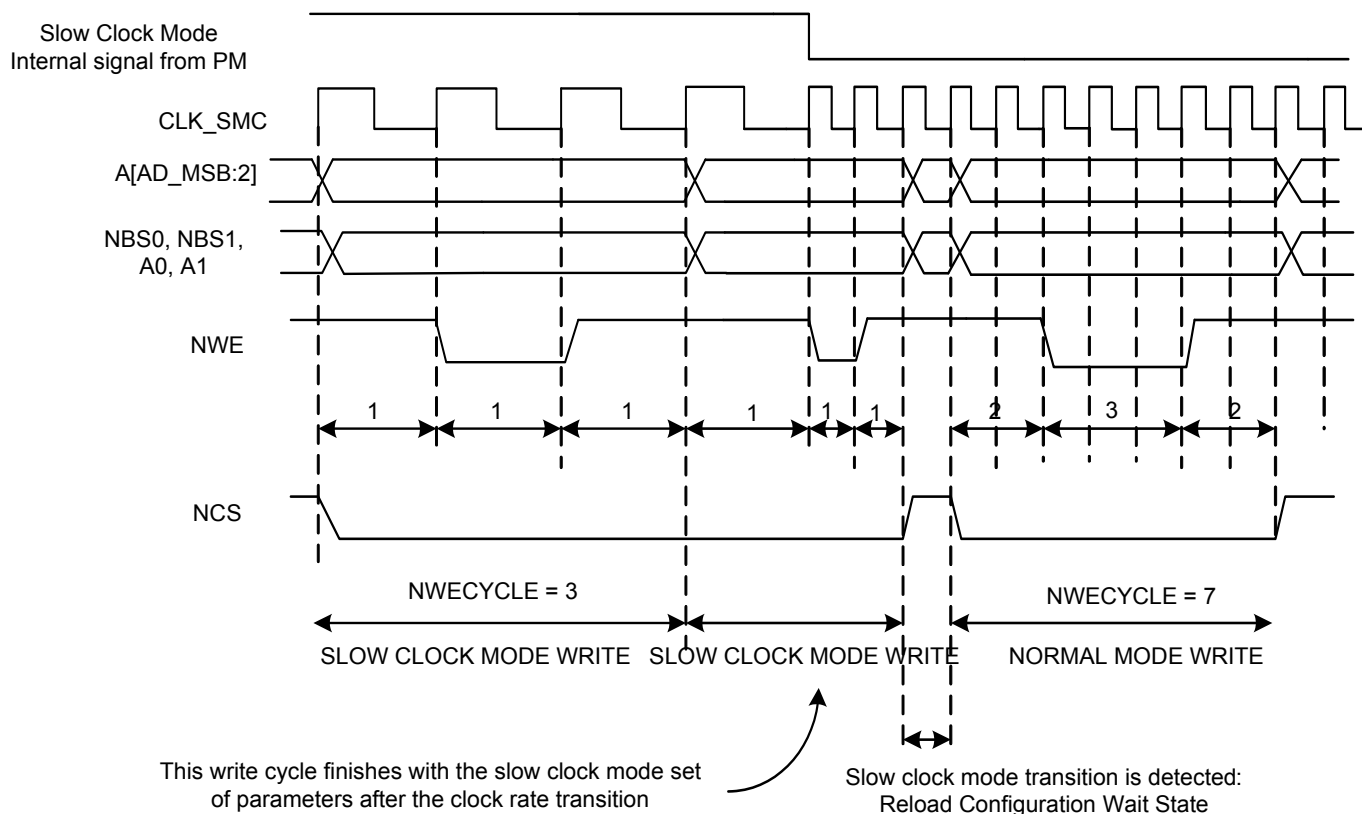 Slow Clock Mode
Internal signal from PM
CLK_SMC
A[AD_MSB:2]
NBS0, NBS1,
A0, A1
NWE
1 1 1 1 1 1 2 3 2
NCS
NWECYCLE = 3 NWECYCLE = 7
SLOW CLOCK MODE WRITE SLOW CLOCK MODE WRITE NORMAL MODE WRITE
This write cycle finishes with the slow clock mode set
of parameters after the clock rate transition
Slow clock mode transition is detected:
Reload Configuration Wait State